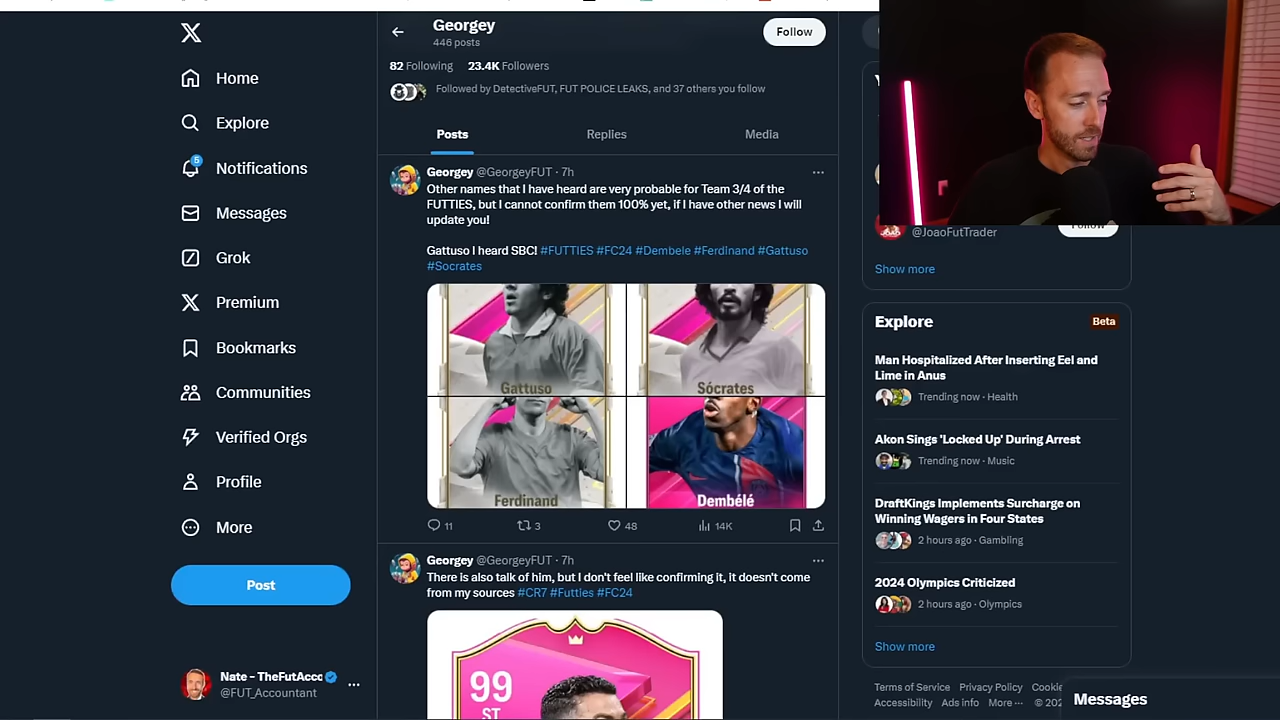 Home
Explore
Notifications
5
Messages
Grok
Premium
Bookmarks
Communities
Verified Orgs
Profile
More
Post
Nate - TheFutAcc
@FUT_Accountant
Georgey
446 posts
Follow
82 Following 23.4K Followers
Followed by DetectiveFUT, FUT POLICE LEAKS, and 37 others you follow
Posts Replies Media
Georgey @GeorgeyFUT · 7h
Other names that I have heard are very probable for Team 3/4 of the
FUTTIES, but I cannot confirm them 100% yet, if I have other news I will
update you!
Gattuso I heard SBC! #FUTTIES #FC24 #Dembele #Ferdinand #Gattuso
#Socrates
Gattuso
Sócrates
Ferdinand
Dembélé
11 3 48 14K
Georgey @GeorgeyFUT · 7h
There is also talk of him, but I don't feel like confirming it, it doesn't come
from my sources #CR7 #Futties #FC24
99
ST
@JoaoFutTrader
Follow
Show more
Explore
Beta
Man Hospitalized After Inserting Eel and
Lime in Anus
Trending now · Health
Akon Sings 'Locked Up' During Arrest
Trending now · Music
DraftKings Implements Surcharge on
Winning Wagers in Four States
2 hours ago · Gambling
2024 Olympics Criticized
2 hours ago · Olympics
Show more
Terms of Service Privacy Policy Cookie
Accessibility Ads info More ··· © 202
Messages